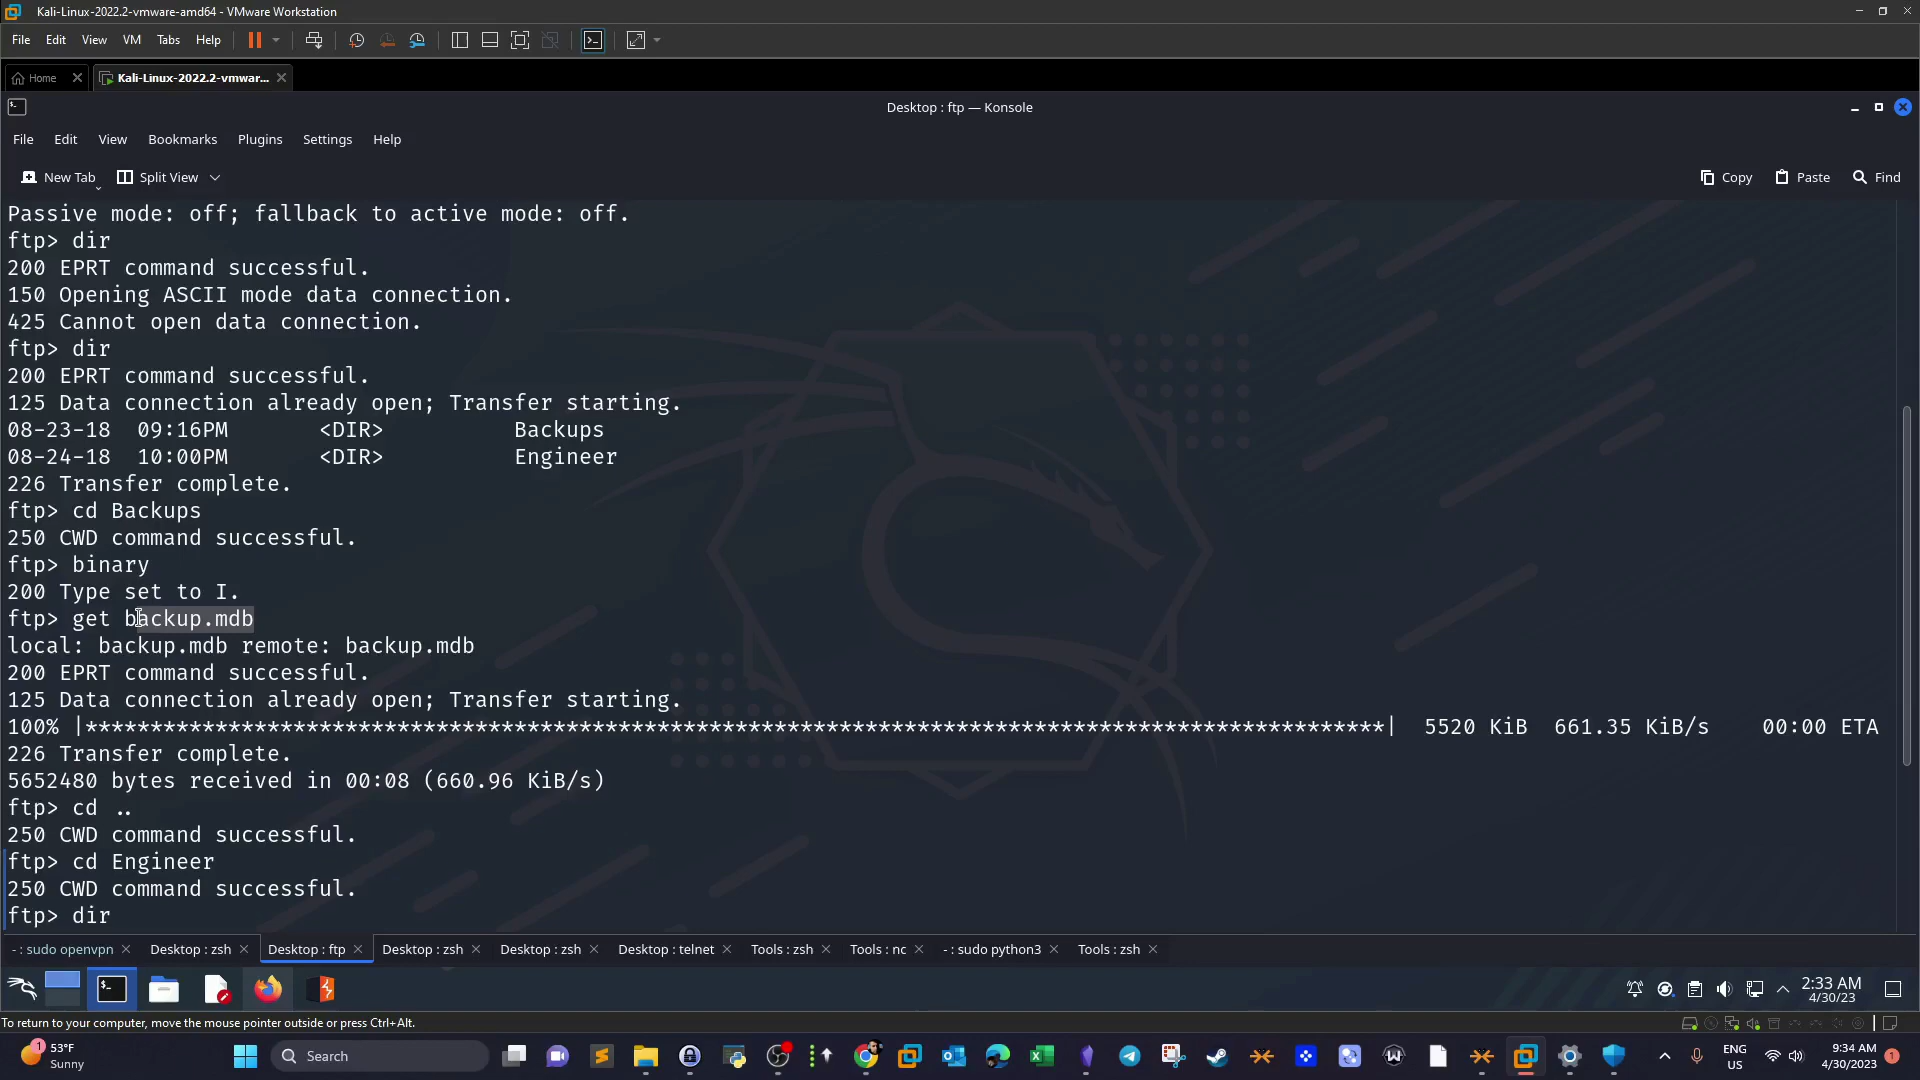 Kali-Linux-2022.2-vmware-amd64 - VMware Workstation
File Edit View VM Tabs Help
Home Kali-Linux-2022.2-vmwar...
Desktop : ftp — Konsole
File Edit View Bookmarks Plugins Settings Help
New Tab Split View Copy Paste Find
Passive mode: off; fallback to active mode: off.
ftp> dir
200 EPRT command successful.
150 Opening ASCII mode data connection.
425 Cannot open data connection.
ftp> dir
200 EPRT command successful.
125 Data connection already open; Transfer starting.
08-23-18 09:16PM <DIR> Backups
08-24-18 10:00PM <DIR> Engineer
226 Transfer complete.
ftp> cd Backups
250 CWD command successful.
ftp> binary
200 Type set to I.
ftp> get backup.mdb
local: backup.mdb remote: backup.mdb
200 EPRT command successful.
125 Data connection already open; Transfer starting.
100% |****************************************************************************************************| 5520 KiB 661.35 KiB/s 00:00 ETA
226 Transfer complete.
5652480 bytes received in 00:08 (660.96 KiB/s)
ftp> cd ..
250 CWD command successful.
ftp> cd Engineer
250 CWD command successful.
ftp> dir
- : sudo openvpn Desktop : zsh Desktop : ftp Desktop : zsh Desktop : zsh Desktop : telnet Tools : zsh Tools : nc - : sudo python3 Tools : zsh
2:33 AM
4/30/23
To return to your computer, move the mouse pointer outside or press Ctrl+Alt.
1 53°F
Sunny
Search
ENG
US
9:34 AM
4/30/2023
1